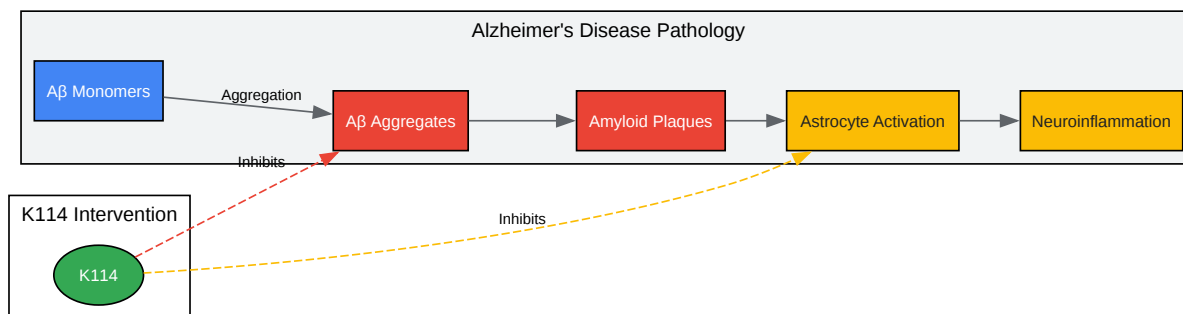 Alzheimer's Disease Pathology
Aβ Monomers
Aggregation
Aβ Aggregates
Amyloid Plaques
Astrocyte Activation
Neuroinflammation
Inhibits
K114 Intervention
Inhibits
K114